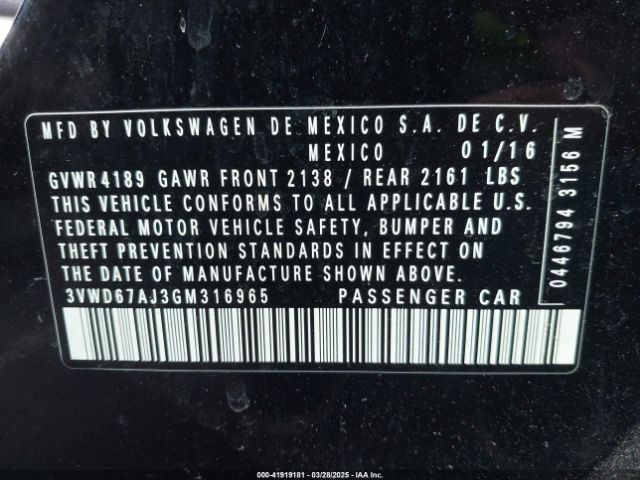 MFD BY VOLKSWAGEN DE MEXICO S.A. DE C.V.
MEXICO 01/16
GVWR 4189 GAWR FRONT 2138 / REAR 2161 LBS
THIS VEHICLE CONFORMS TO ALL APPLICABLE U.S.
FEDERAL MOTOR VEHICLE SAFETY, BUMPER AND
THEFT PREVENTION STANDARDS IN EFFECT ON
THE DATE OF MANUFACTURE SHOWN ABOVE.
3VWD67AJ3GM316965 PASSENGER CAR
0446794 3156 M
000-41919181 | 03/28/2025 | IAA Inc.